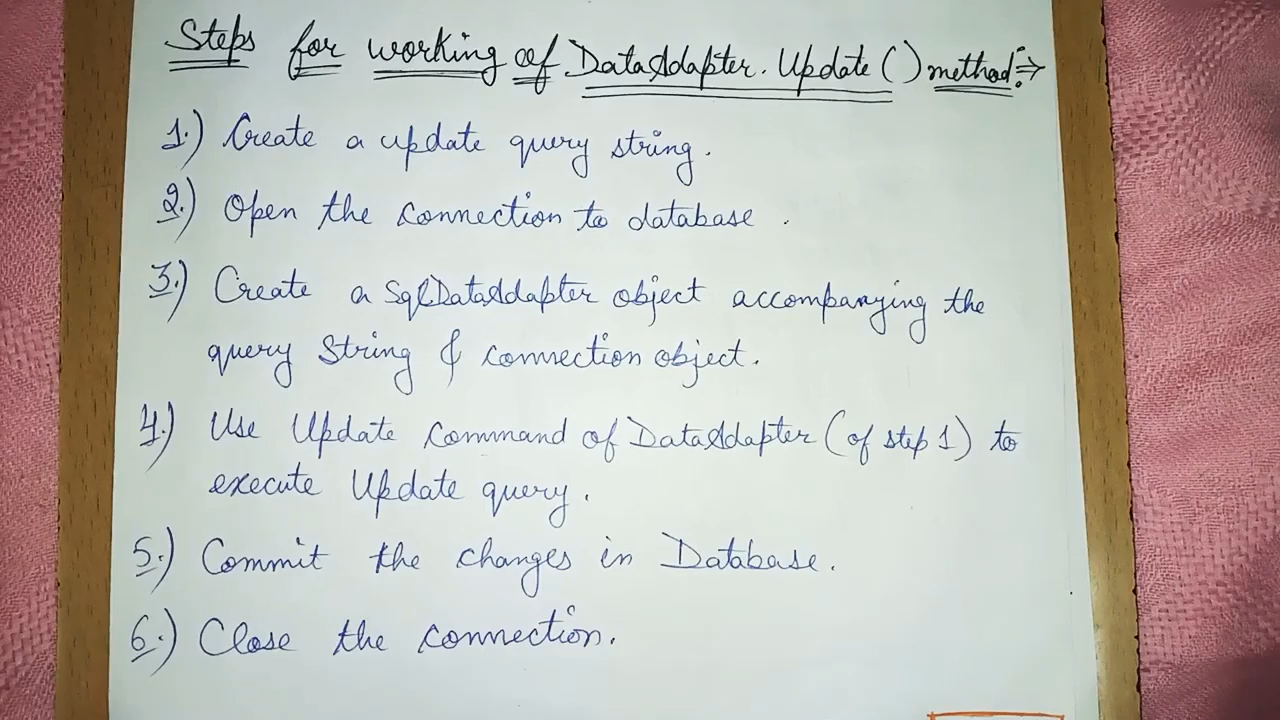 Steps for working of DataAdapter.Update() method:⇒
1.) Create a update query string.
2.) Open the connection to database.
3.) Create a SqlDataAdapter object accompanying the
query String & connection object.
4.) Use Update Command of DataAdapter (of step 1) to
execute Update query.
5.) Commit the changes in Database.
6.) Close the connection.